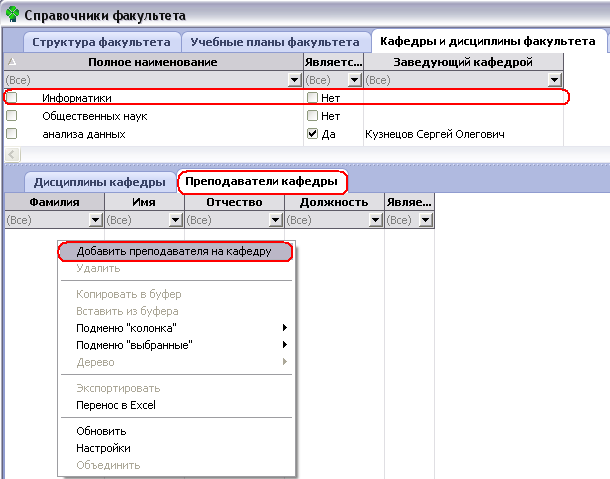 Справочники факультета
Структура факультета Учебные планы факультета Кафедры и дисциплины факультета
Полное наименование Являетс... Заведующий кафедрой
(Все) (Все) (Все)
Информатики Нет
Общественных наук Нет
анализа данных Да Кузнецов Сергей Олегович
Дисциплины кафедры Преподаватели кафедры
Фамилия Имя Отчество Должность Являе...
(Все) (Все) (Все) (Все) (Все)
Добавить преподавателя на кафедру
Удалить
Копировать в буфер
Вставить из буфера
Подменю "колонка"
Подменю "выбранные"
Дерево
Экспортировать
Перенос в Excel
Обновить
Настройки
Объединить